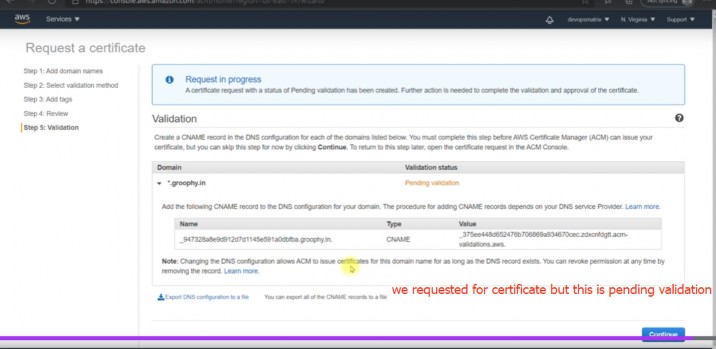 https://console.aws.amazon.com/acm/home?region=us-east-1#/wizard/
Not syncing
aws
Services
devopsmatrix
N. Virginia
Support
Request a certificate
Step 1: Add domain names
Step 2: Select validation method
Step 3: Add tags
Step 4: Review
Step 5: Validation
Request in progress
A certificate request with a status of Pending validation has been created. Further action is needed to complete the validation and approval of the certificate.
Validation
Create a CNAME record in the DNS configuration for each of the domains listed below. You must complete this step before AWS Certificate Manager (ACM) can issue your
certificate, but you can skip this step for now by clicking Continue. To return to this step later, open the certificate request in the ACM Console.
Domain Validation status
*.groophy.in Pending validation
Add the following CNAME record to the DNS configuration for your domain. The procedure for adding CNAME records depends on your DNS service Provider. Learn more.
Name Type Value
_947328a8e9d912d7d1145e591a0dbfba.groophy.in. CNAME _375ee448d652476b706869a934670cec.zdxcnfdgtt.acm-
validations.aws.
Note: Changing the DNS configuration allows ACM to issue certificates for this domain name for as long as the DNS record exists. You can revoke permission at any time by
removing the record. Learn more.
we requested for certificate but this is pending validation
Export DNS configuration to a file You can export all of the CNAME records to a file
Continue